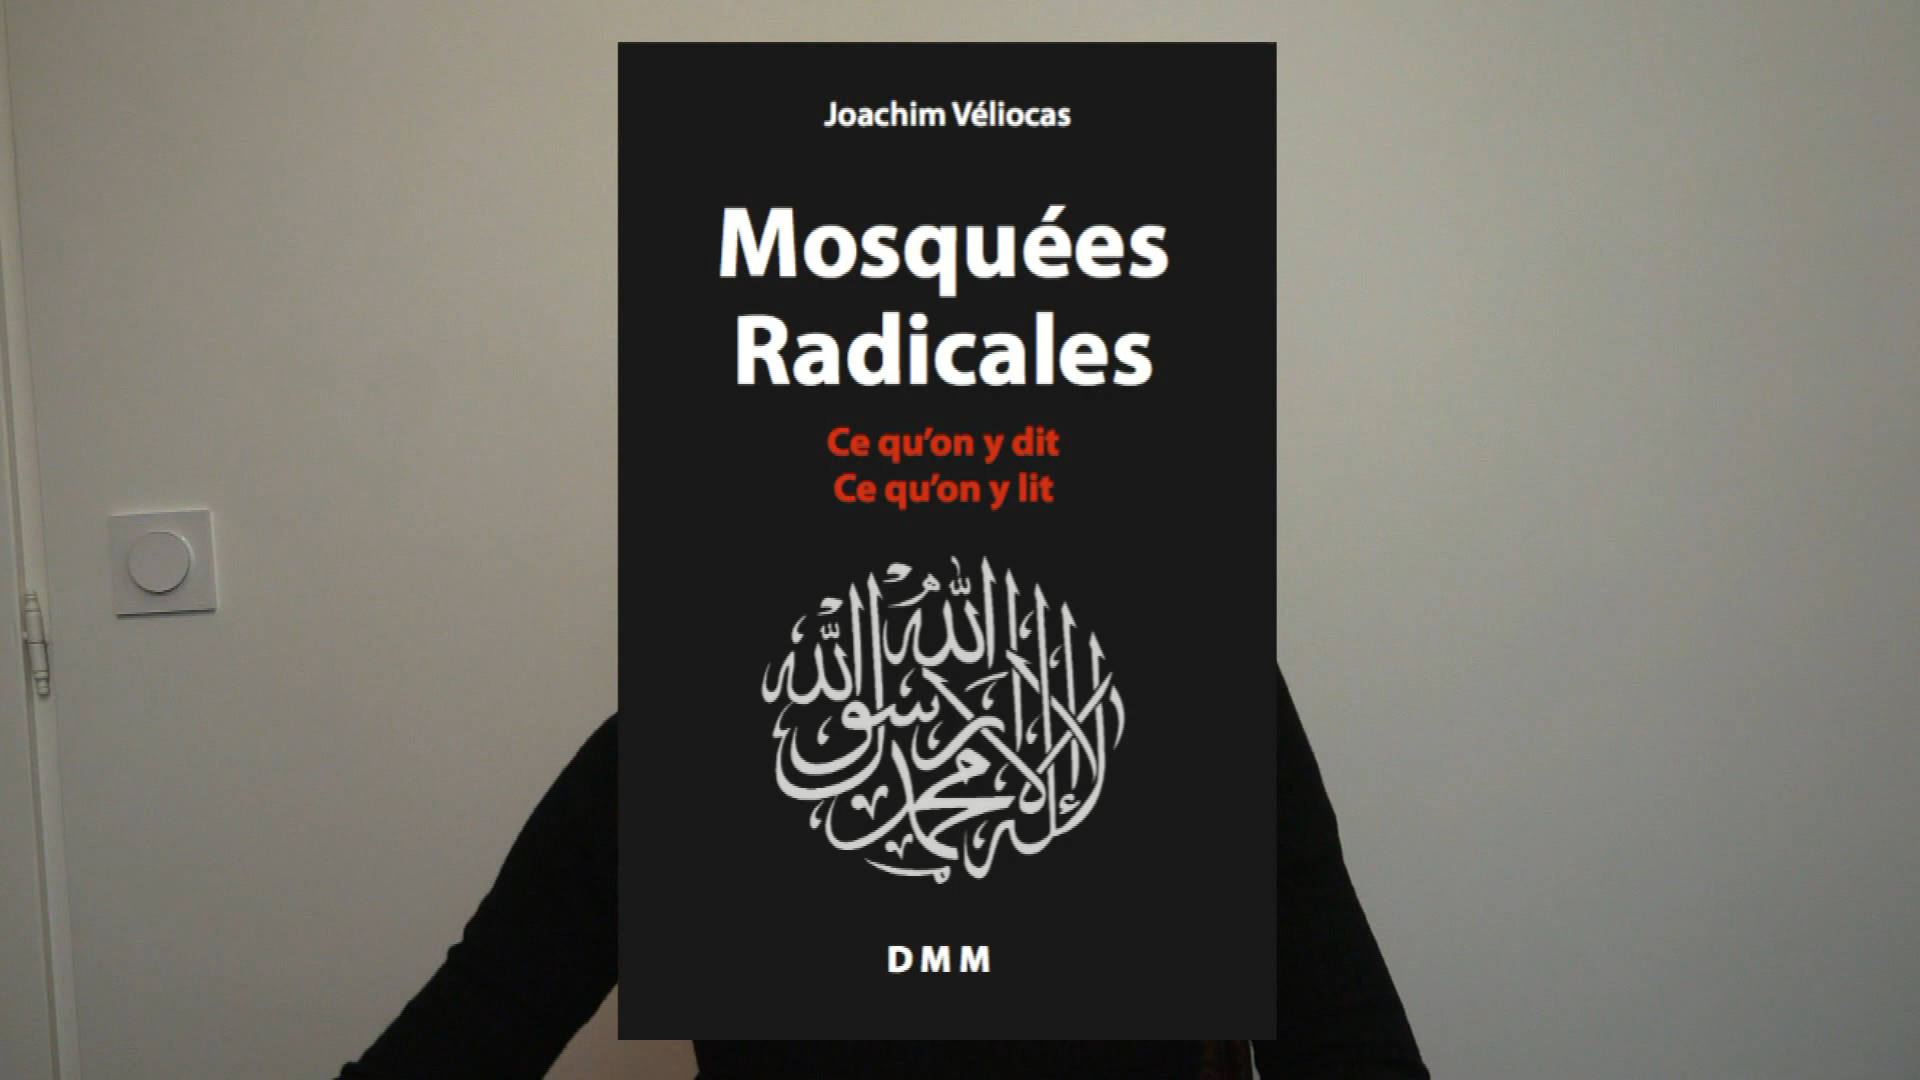 Joachim Véliocas
Mosquées
Radicales
Ce qu'on y dit
Ce qu'on y lit
لا إله إلا الله محمد رسول الله
DMM